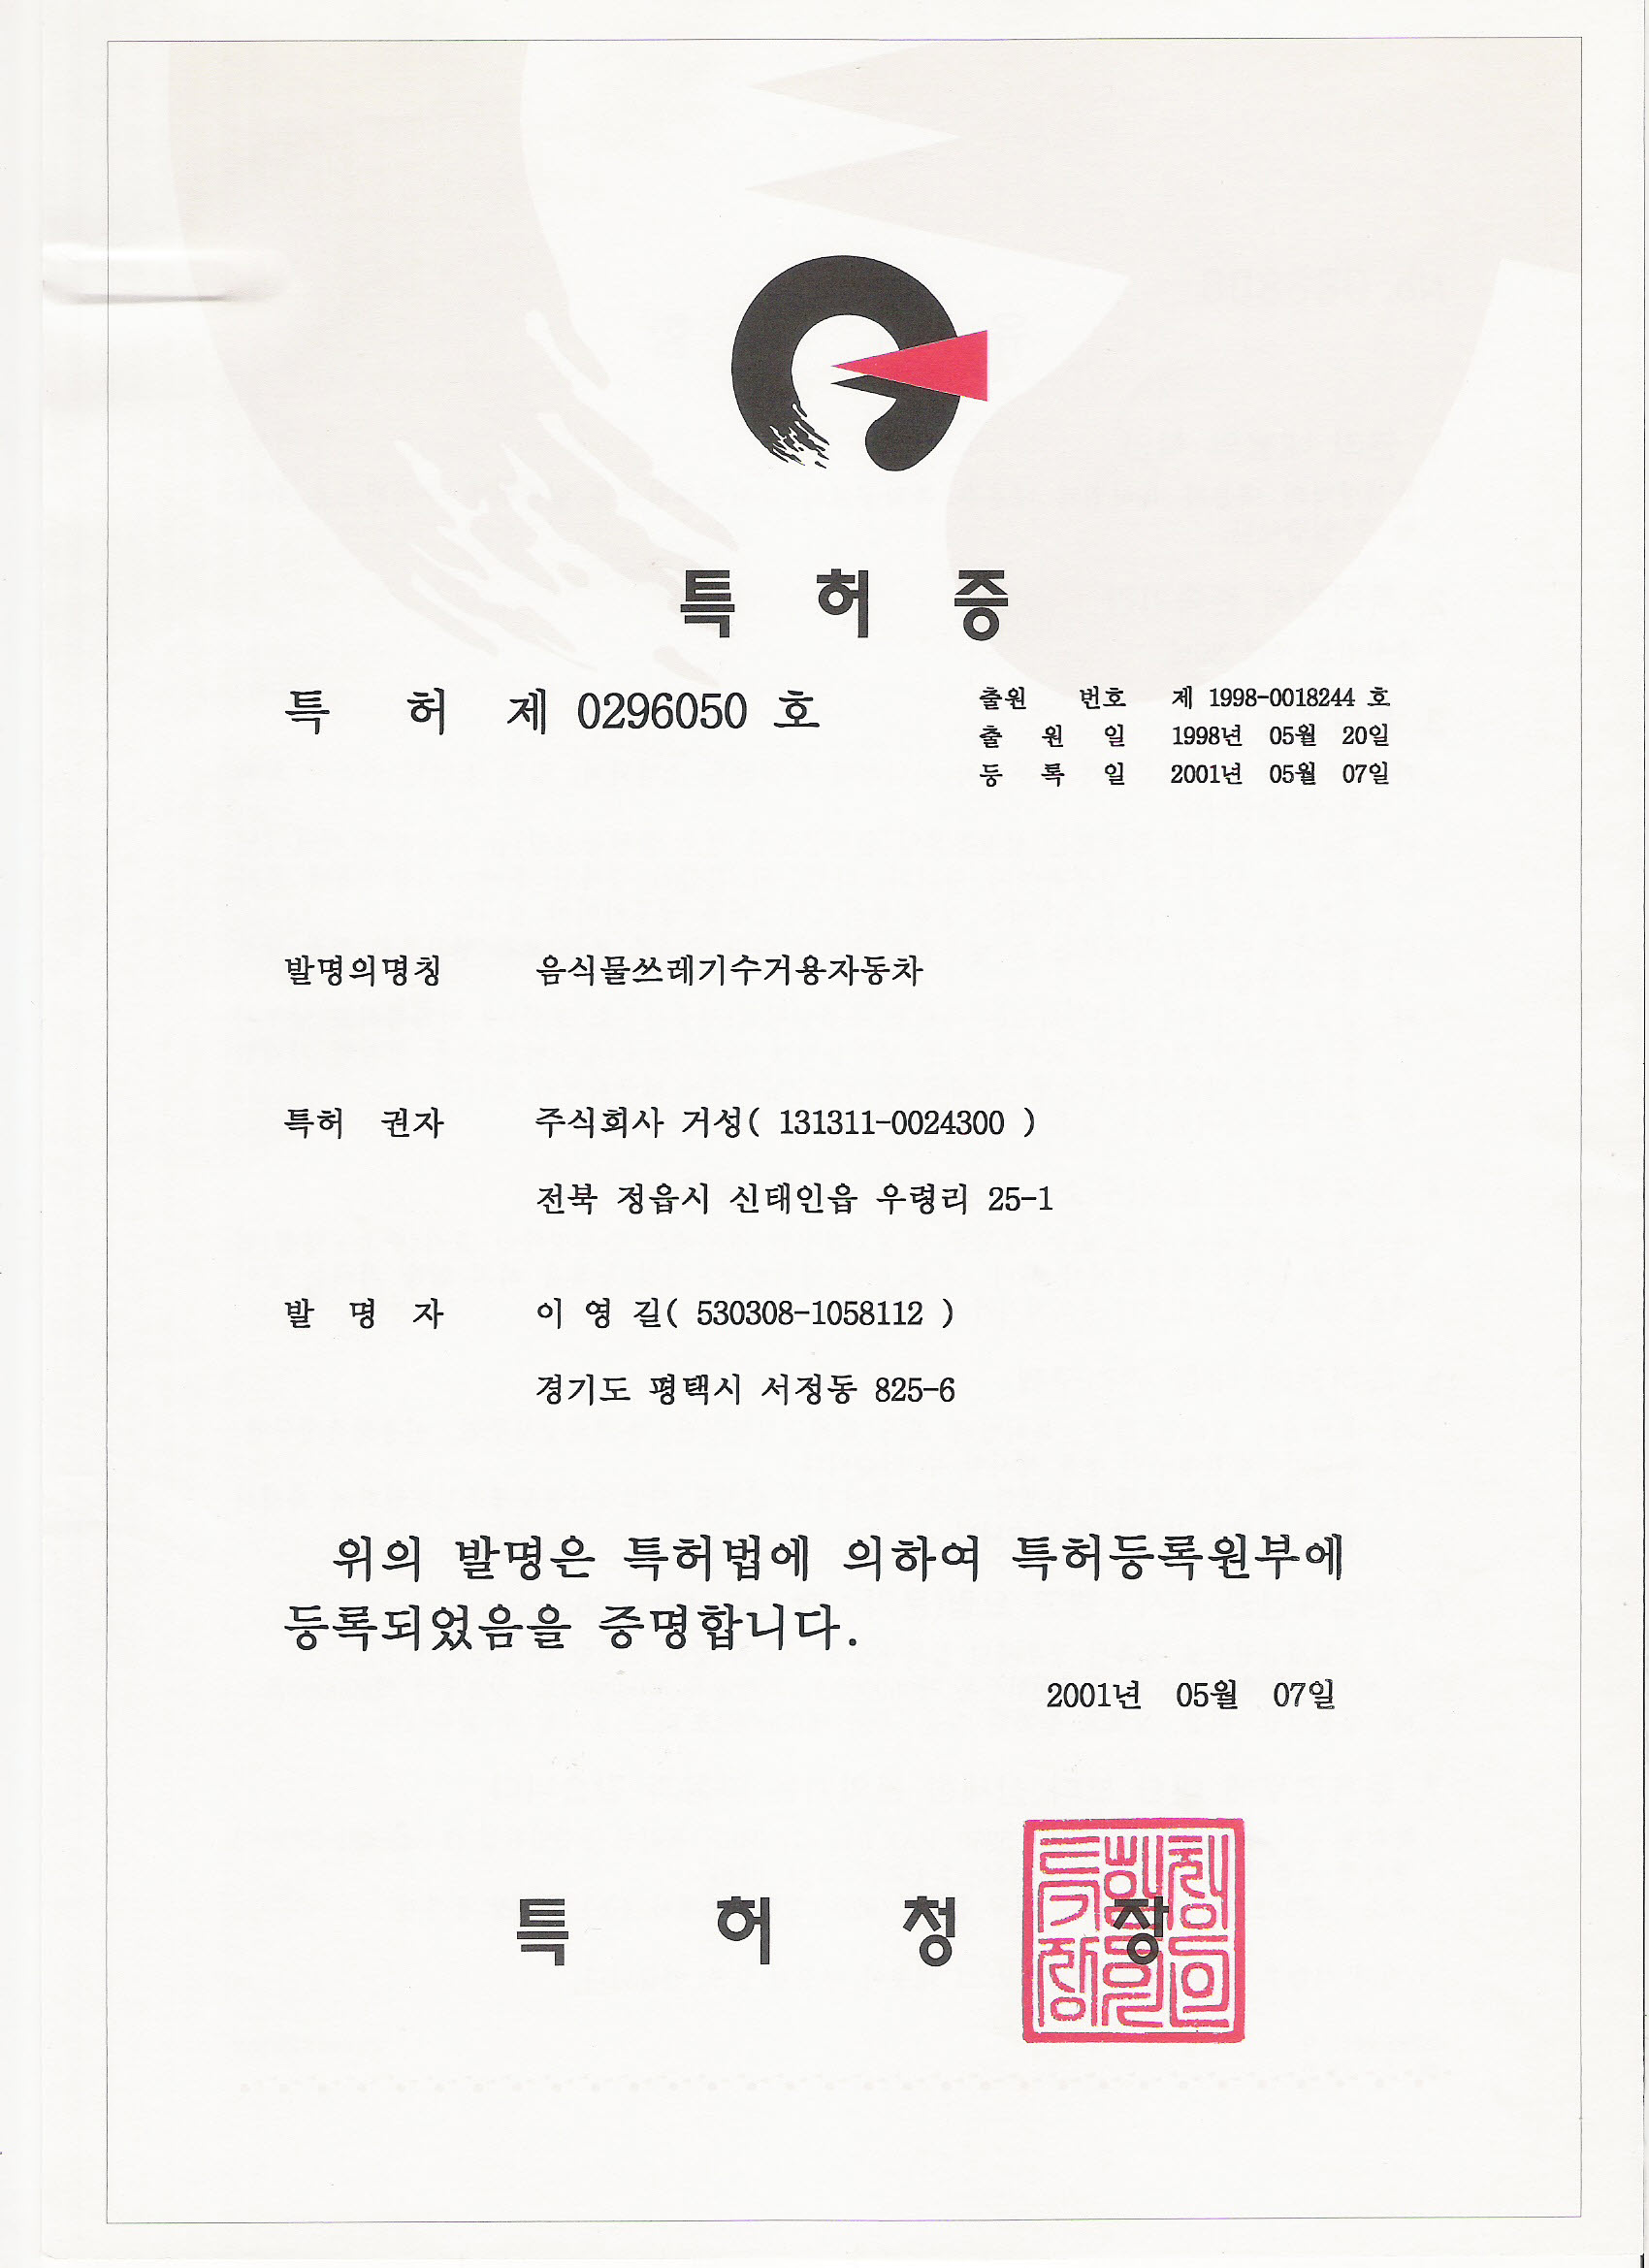 특 허 증
특 허 제 0296050 호
출원 번호 제 1998-0018244 호
출 원 일 1998년 05월 20일
등 록 일 2001년 05월 07일
발명의명칭 음식물쓰레기수거용자동차
특허 권자 주식회사 거성( 131311-0024300 )
전북 정읍시 신태인읍 우령리 25-1
발 명 자 이 영 길( 530308-1058112 )
경기도 평택시 서정동 825-6
위의 발명은 특허법에 의하여 특허등록원부에
등록되었음을 증명합니다.
2001년 05월 07일
특 허 청 장